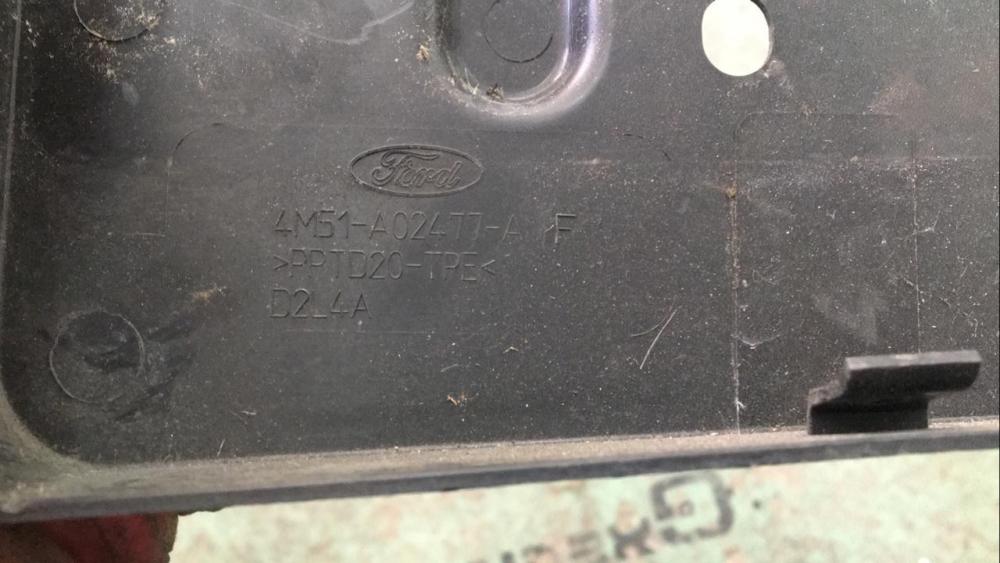 Ford
4M51-A02477-A F
>PPTD20-TPE<
D2L4A